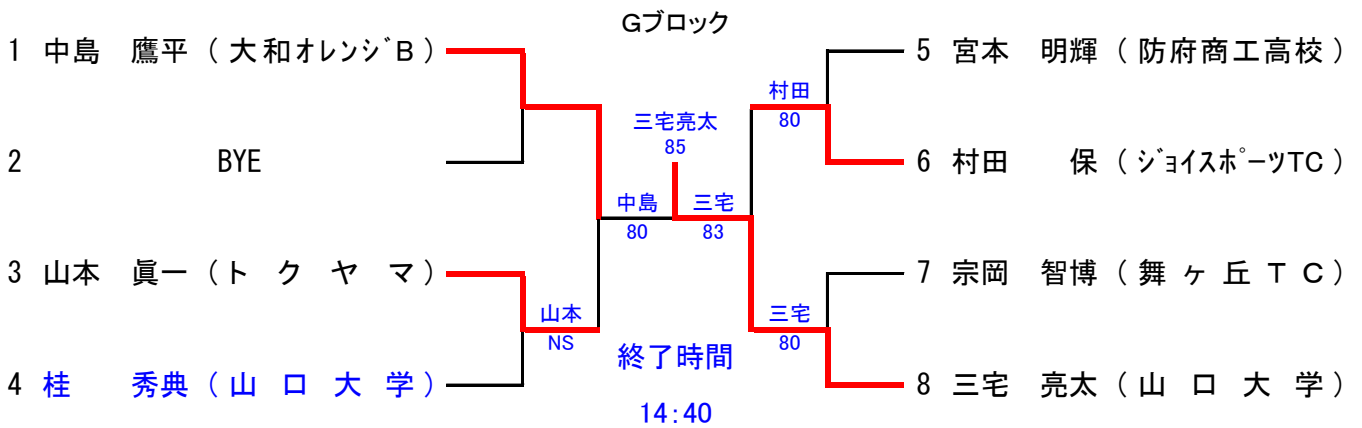 Gブロック
1 中島 鷹平 ( 大和オレンジB )
2 BYE
3 山本 眞一 ( ト ク ヤ マ )
4 桂 秀典 ( 山 口 大 学 )
山本
NS
中島
80
三宅亮太
85
三宅
83
終了時間
14:40
村田
80
三宅
80
5 宮本 明輝 ( 防府商工高校 )
6 村田 保 ( ジョイスポーツTC )
7 宗岡 智博 ( 舞 ヶ 丘 T C )
8 三宅 亮太 ( 山 口 大 学 )